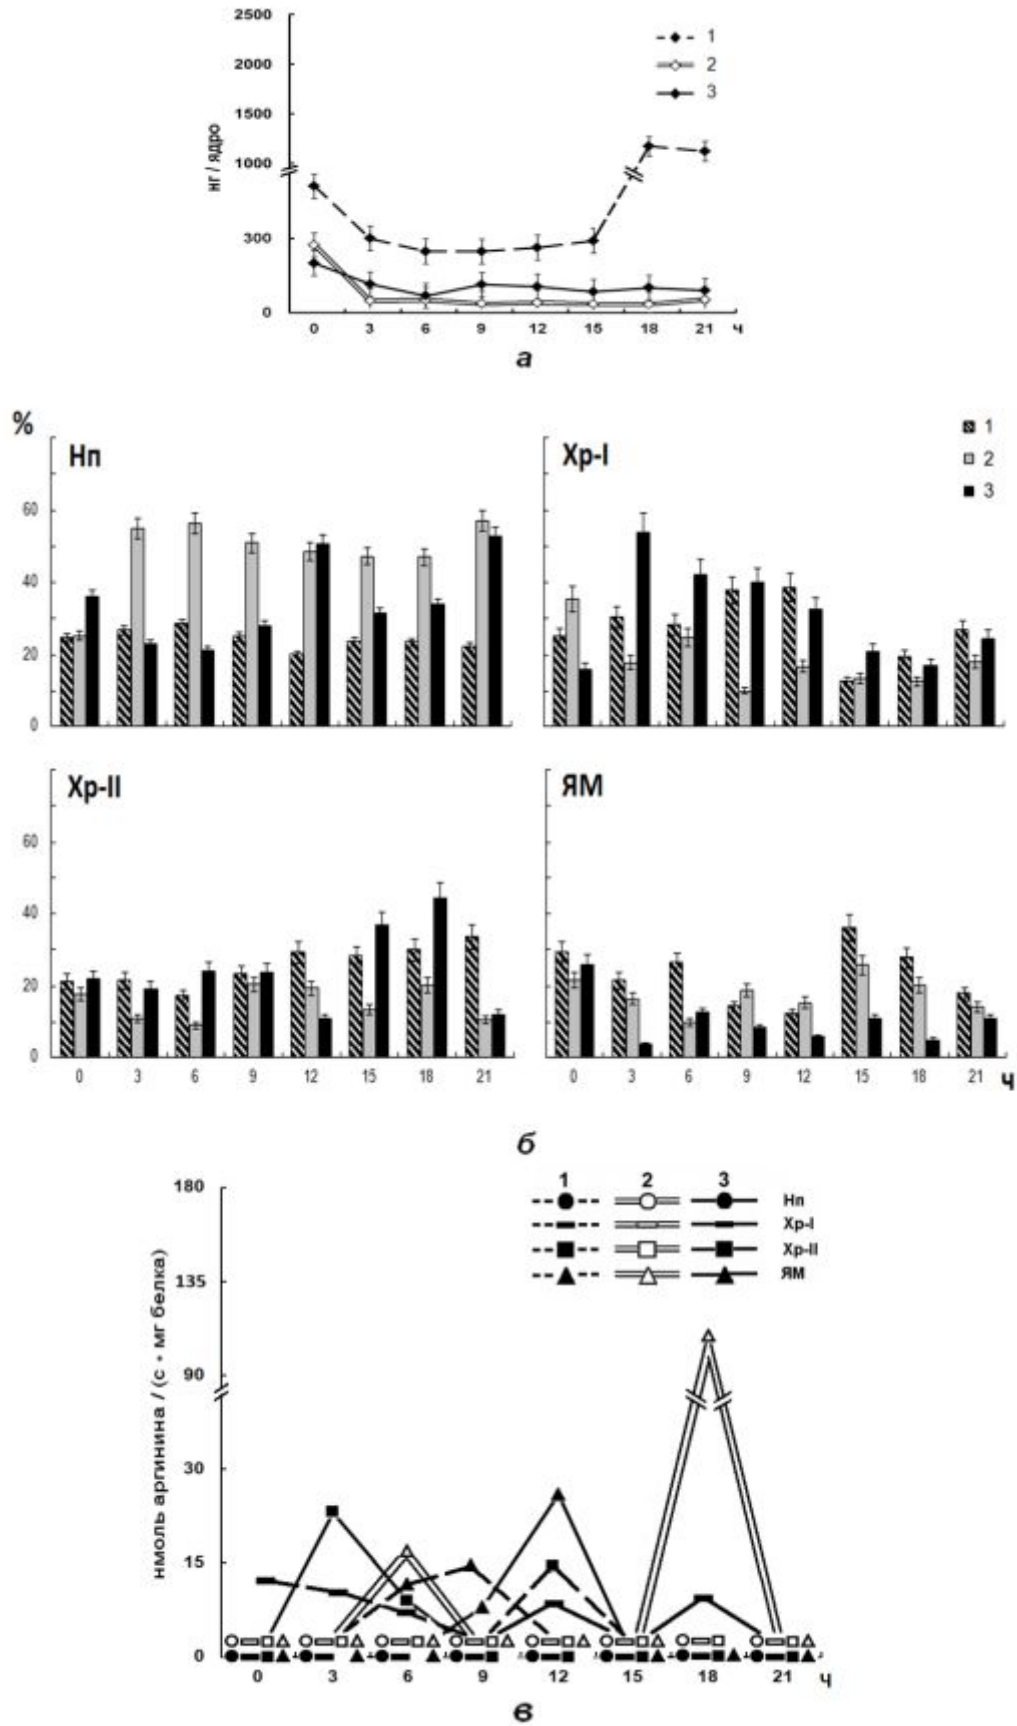 2500
2000
1500
1000
300
0
нг / ядро
1
2
3
0 3 6 9 12 15 18 21 ч
а
%
Нп
60
40
20
0
Хр-I
1
2
3
Хр-II
60
40
20
0
0 3 6 9 12 15 18 21
ЯМ
0 3 6 9 12 15 18 21 ч
б
1 2 3
Нп
Хр-I
Хр-II
ЯМ
180
135
90
30
15
0
нмоль аргинина / (с • мг белка)
0 3 6 9 12 15 18 21 ч
в